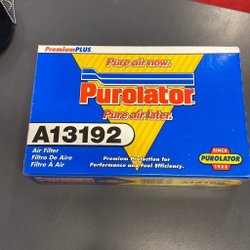 PremiumPLUS
Pure air now.
Purolator
Pure air later.
A13192
Air Filter
Filtro De Aire
Filtre À Air
Premium Protection for
Performance and Fuel Efficiency.
SINCE
PUROLATOR
1923